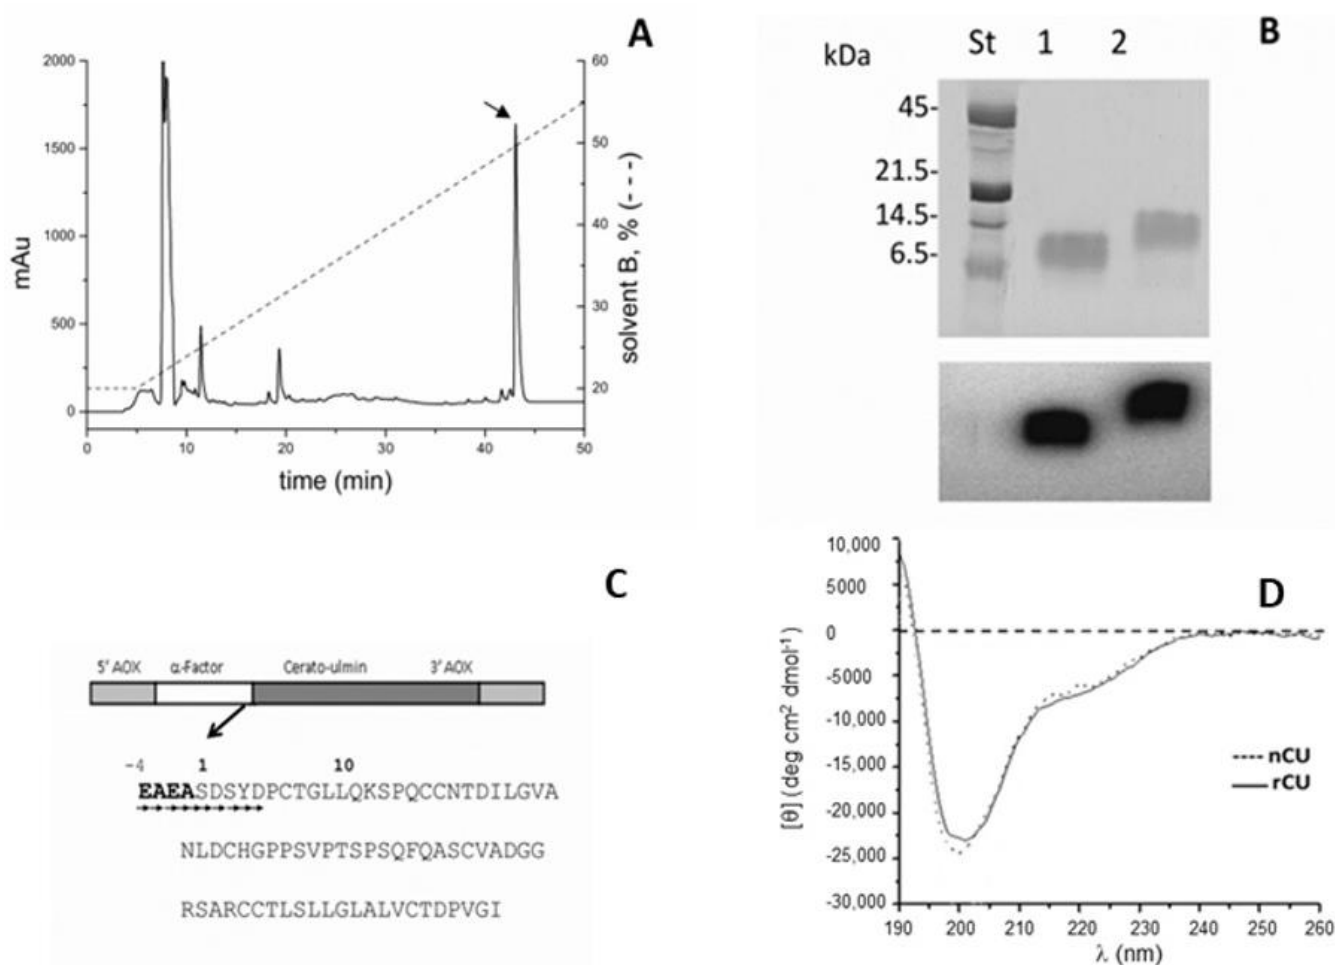 A
2000
1500
1000
500
0
mAu
0
10
20
30
40
50
time (min)
60
50
40
30
20
solvent B, % (---)
B
kDa
St 1 2
45-
21.5-
14.5-
6.5-
C
5' AOX α-Factor Cerato-ulmin 3' AOX
-4 1 10
EAEASDSYDPCTGLLQKSPQCCNTDILGVA
NLDCHGPPSVPTSPSQFQASCVADGG
RSARCCTLSLLGLALVCTDPVGI
D
10,000
5000
0
-5000
-10,000
-15,000
-20,000
-25,000
-30,000
[θ] ( deg cm² dmol⁻¹ )
nCU
rCU
190 200 210 220 230 240 250 260
λ (nm)